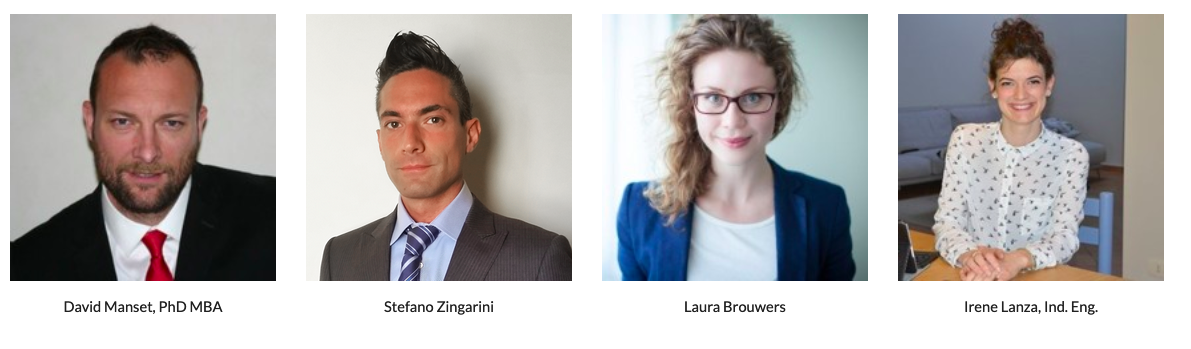 David Manset, PhD MBA
Stefano Zingarini
Laura Brouwers
Irene Lanza, Ind. Eng.